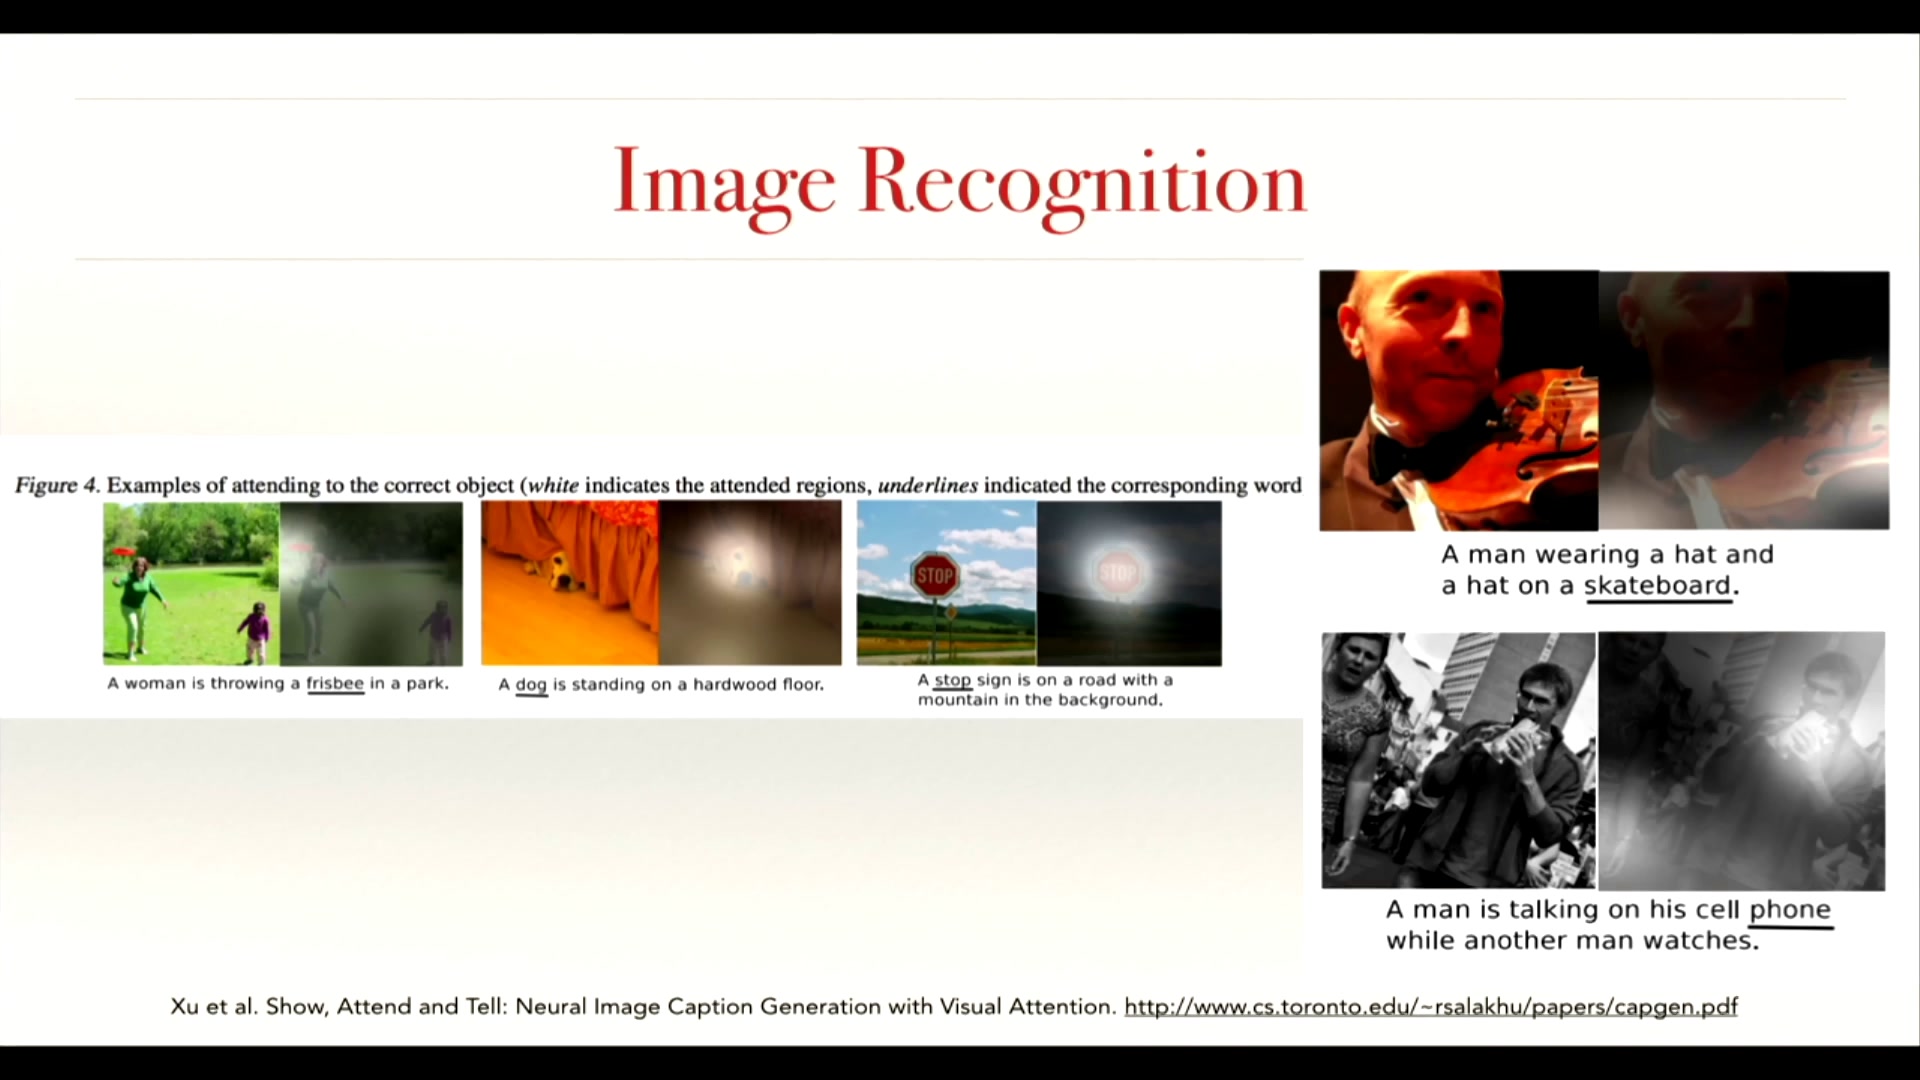 Image Recognition
Figure 4. Examples of attending to the correct object (white indicates the attended regions, underlines indicated the corresponding word
STOP
STOP
A woman is throwing a frisbee in a park.
A dog is standing on a hardwood floor.
A stop sign is on a road with a
mountain in the background.
A man wearing a hat and
a hat on a skateboard.
A man is talking on his cell phone
while another man watches.
Xu et al. Show, Attend and Tell: Neural Image Caption Generation with Visual Attention. http://www.cs.toronto.edu/~rsalakhu/papers/capgen.pdf